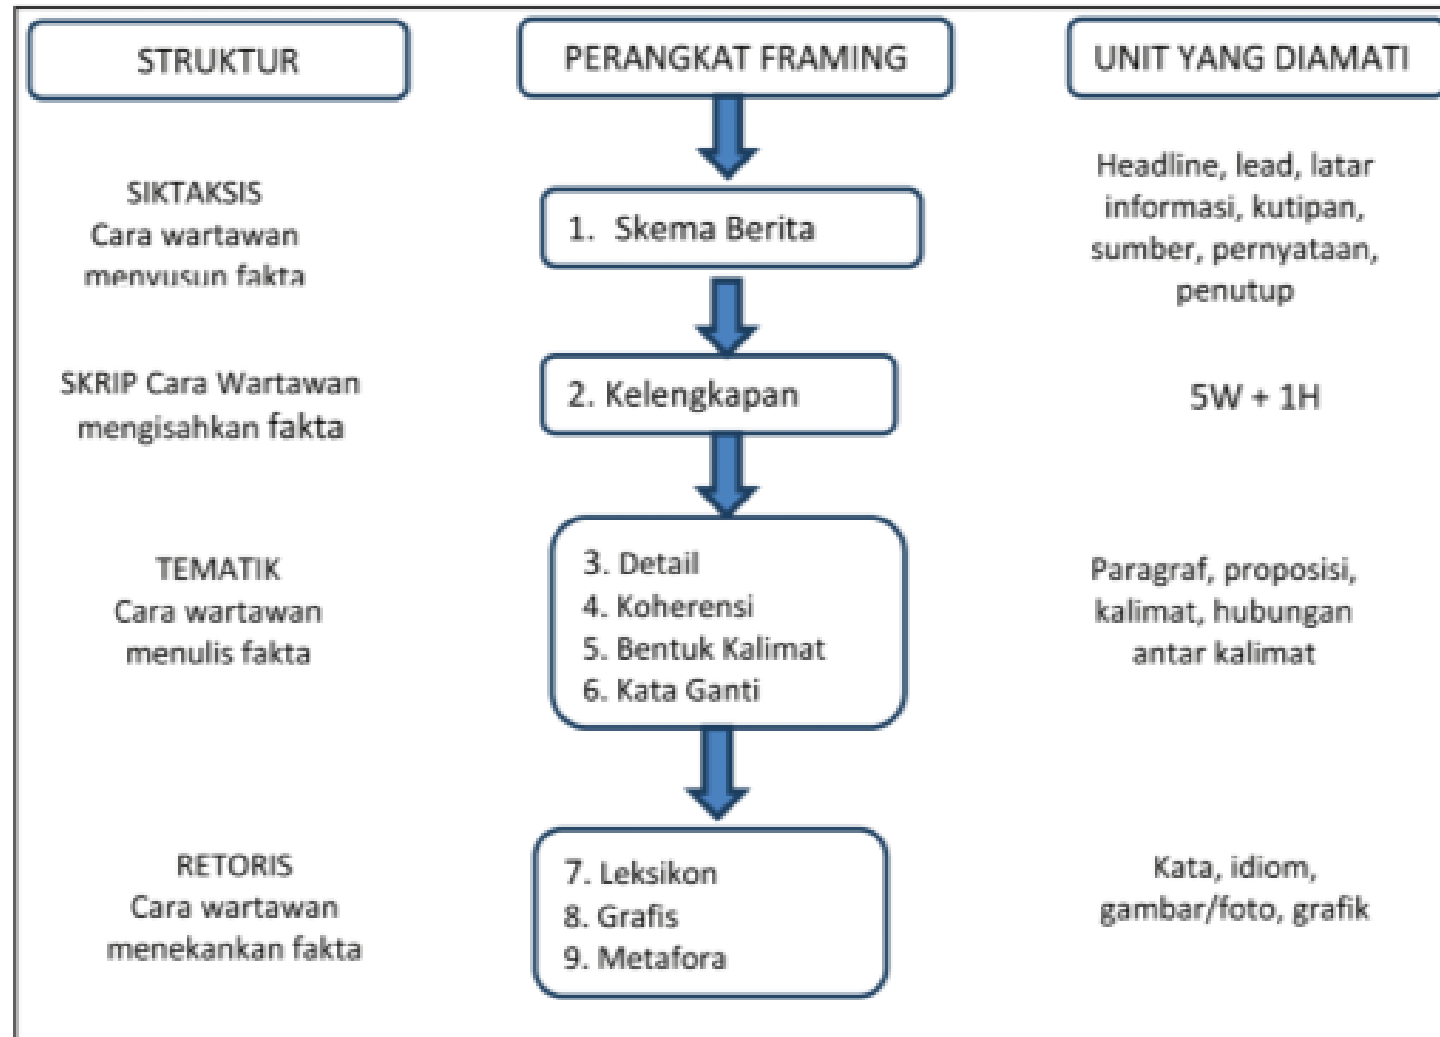 STRUKTUR
PERANGKAT FRAMING
UNIT YANG DIAMATI
SIKTAKSIS
Cara wartawan
menyusun fakta
1. Skema Berita
Headline, lead, latar
informasi, kutipan,
sumber, pernyataan,
penutup
SKRIP Cara Wartawan
mengisahkan fakta
2. Kelengkapan
5W + 1H
TEMATIK
Cara wartawan
menulis fakta
3. Detail
4. Koherensi
5. Bentuk Kalimat
6. Kata Ganti
Paragraf, proposisi,
kalimat, hubungan
antar kalimat
RETORIS
Cara wartawan
menekankan fakta
7. Leksikon
8. Grafis
9. Metafora
Kata, idiom,
gambar/foto, grafik